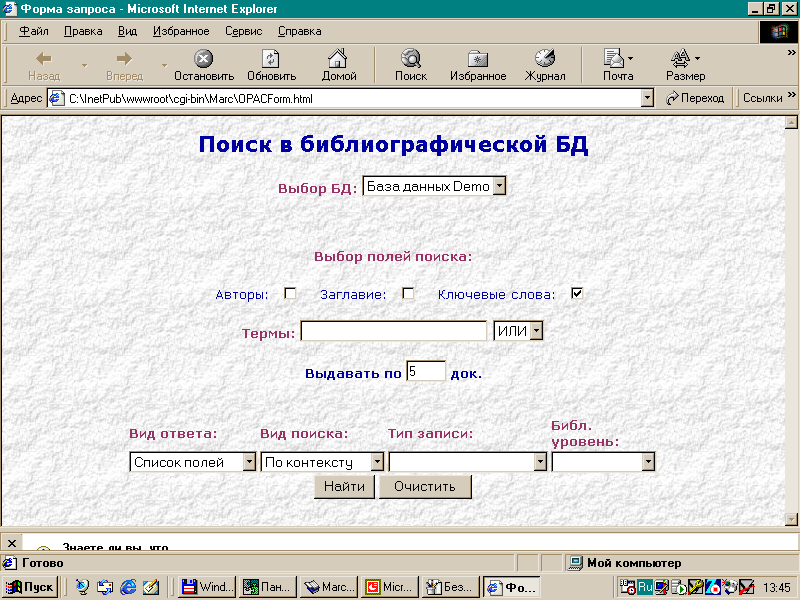 Форма запроса - Microsoft Internet Explorer
Файл Правка Вид Избранное Сервис Справка
Назад Вперед Остановить Обновить Домой Поиск Избранное Журнал Почта Размер
Адрес C:\InetPub\wwwroot\cgi-bin\Marc\OPACForm.html Переход Ссылки »
Поиск в библиографической БД
Выбор БД: База данных Demo
Выбор полей поиска:
Авторы: Заглавие: Ключевые слова:
Термы: ИЛИ
Выдавать по 5 док.
Вид ответа: Вид поиска: Тип записи: Библ. уровень:
Список полей По контексту
Найти Очистить
Знаете ли вы, что
Готово Мой компьютер
Пуск Wind... Пан... Marc... Micr... Без... Фо... Ru 13:45